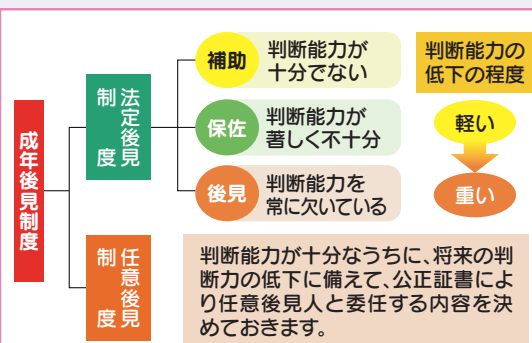 成年後見制度
法定後見
制度
補助
判断能力が
十分でない
保佐
判断能力が
著しく不十分
後見
判断能力を
常に欠いている
判断能力の
低下の程度
軽い
重い
任意後見
制度
判断能力が十分なうちに、将来の判
断力の低下に備えて、公正証書によ
り任意後見人と委任する内容を決
めておきます。